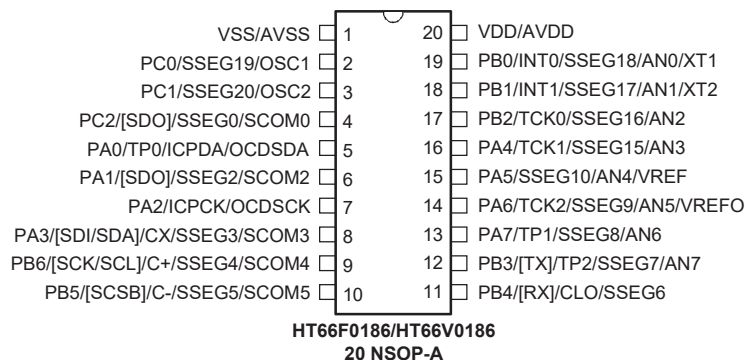 VSS/AVSS 1 20 VDD/AVDD
PC0/SSEG19/OSC1 2 19 PB0/INT0/SSEG18/AN0/XT1
PC1/SSEG20/OSC2 3 18 PB1/INT1/SSEG17/AN1/XT2
PC2/[SDO]/SSEG0/SCOM0 4 17 PB2/TCK0/SSEG16/AN2
PA0/TP0/ICPDA/OCDSDA 5 16 PA4/TCK1/SSEG15/AN3
PA1/[SDO]/SSEG2/SCOM2 6 15 PA5/SSEG10/AN4/VREF
PA2/ICPCK/OCDSCK 7 14 PA6/TCK2/SSEG9/AN5/VREFO
PA3/[SDI/SDA]/CX/SSEG3/SCOM3 8 13 PA7/TP1/SSEG8/AN6
PB6/[SCK/SCL]/C+/SSEG4/SCOM4 9 12 PB3/[TX]/TP2/SSEG7/AN7
PB5/[SCSB]/C-/SSEG5/SCOM5 10 11 PB4/[RX]/CLO/SSEG6
HT66F0186/HT66V0186
20 NSOP-A